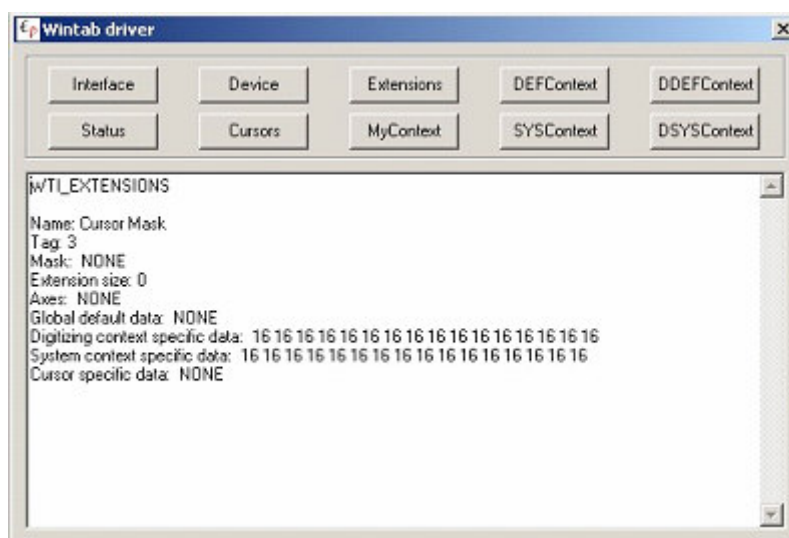 Wintab driver
Interface Device Extensions DEFContext DDEFContext
Status Cursors MyContext SYSContext DSYSContext
WTI_EXTENSIONS
Name: Cursor Mask
Tag: 3
Mask: NONE
Extension size: 0
Axes: NONE
Global default data: NONE
Digitizing context specific data: 16 16 16 16 16 16 16 16 16 16 16 16 16 16 16 16
System context specific data: 16 16 16 16 16 16 16 16 16 16 16 16 16 16 16 16
Cursor specific data: NONE